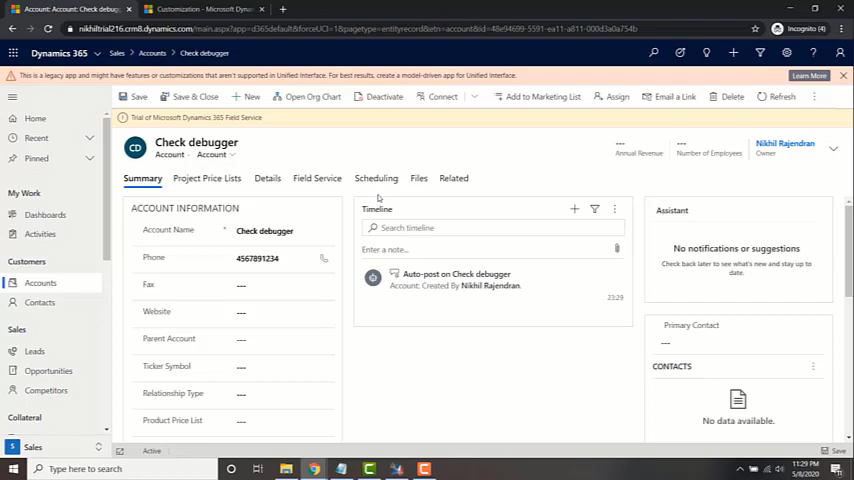 Account: Account: Check debugg
Customization - Microsoft Dynam
nikhiltrial216.crm8.dynamics.com/main.aspx?app=d365default&forceUCI=1&pagetype=entityrecord&etn=account&id=48e94699-5591-ea11-a811-000d3a0a754b
Incognito (4)
Dynamics 365 Sales > Accounts > Check debugger
This is a legacy app and might have features or customizations that aren't supported in Unified Interface. For best results, create a model-driven app for Unified Interface.
Learn More
Save
Save & Close
New
Open Org Chart
Deactivate
Connect
Add to Marketing List
Assign
Email a Link
Delete
Refresh
Trial of Microsoft Dynamics 365 Field Service
Home
Recent
Pinned
My Work
Dashboards
Activities
Customers
Accounts
Contacts
Sales
Leads
Opportunities
Competitors
Collateral
S Sales
CD
Check debugger
Account · Account
---
Annual Revenue
---
Number of Employees
Nikhil Rajendran
Owner
Summary
Project Price Lists
Details
Field Service
Scheduling
Files
Related
ACCOUNT INFORMATION
Account Name * Check debugger
Phone 4567891234
Fax ---
Website ---
Parent Account ---
Ticker Symbol ---
Relationship Type ---
Product Price List ---
Timeline
Search timeline
Enter a note...
Auto-post on Check debugger
Account: Created By Nikhil Rajendran.
23:29
Assistant
No notifications or suggestions
Check back later to see what's new and stay up to
date.
Primary Contact
---
CONTACTS
No data available.
Active
Save
Type here to search
11:29 PM
5/8/2020